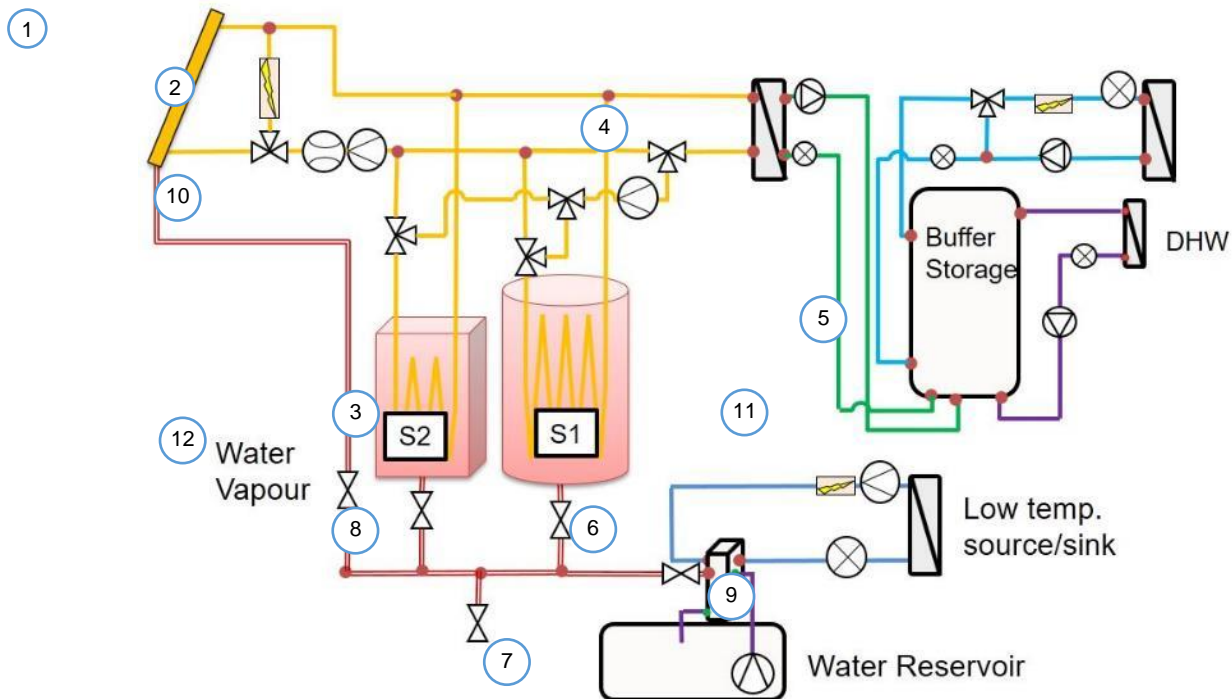 1
2
4
10
Buffer
Storage
DHW
5
3
11
S2
S1
12
Water
Vapour
Low temp.
source/sink
8
6
9
7
Water Reservoir